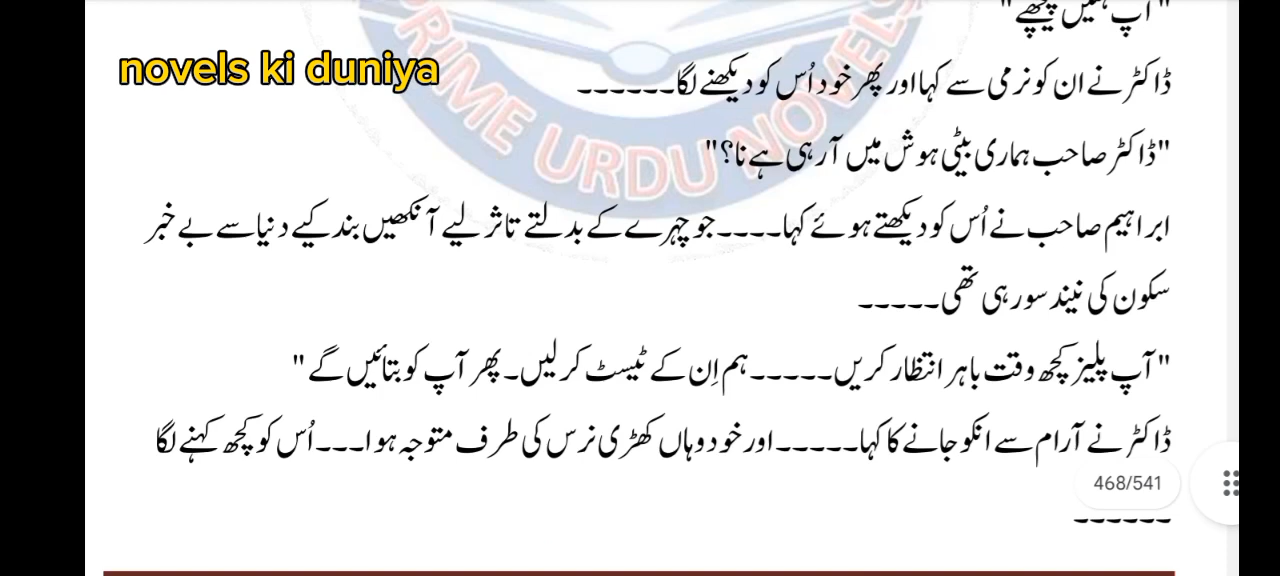 "آپ ہٹیں پیچھے"
novels ki duniya
ڈاکٹر نے ان کو نرمی سے کہا اور پھر خود اُس کو دیکھنے لگا۔۔۔۔۔۔
"ڈاکٹر صاحب ہماری بیٹی ہوش میں آ رہی ہے نا؟"
ابراہیم صاحب نے اُس کو دیکھتے ہوئے کہا۔۔۔۔جو چہرے کے بدلتے تاثر لیے آنکھیں بند کیے دنیا سے بے خبر
سکون کی نیند سو رہی تھی۔۔۔۔۔
"آپ پلیز کچھ وقت باہر انتظار کریں۔۔۔۔۔ہم اِن کے ٹیسٹ کر لیں۔ پھر آپ کو بتائیں گے"
ڈاکٹر نے آرام سے انکو جانے کا کہا۔۔۔۔۔اور خود وہاں کھڑی نرس کی طرف متوجہ ہوا۔۔۔اُس کو کچھ کہنے لگا
۔۔۔۔۔۔
468/541
PRIME URDU NOVELS